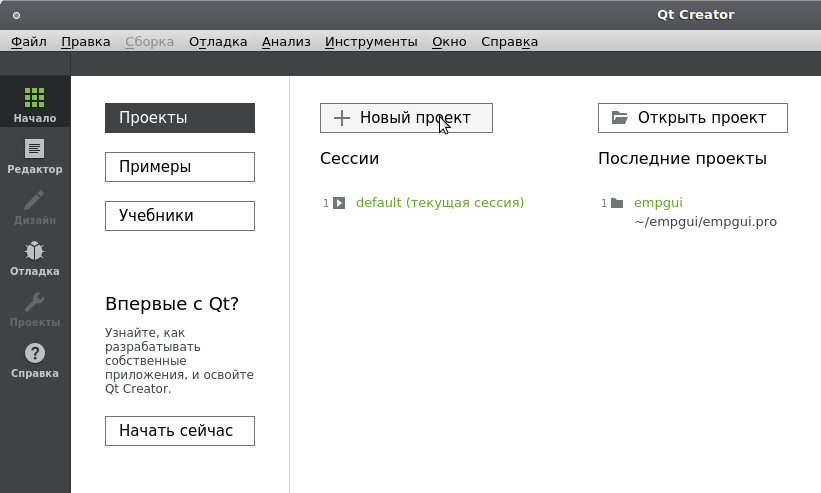 Qt Creator
Файл Правка Сборка Отладка Анализ Инструменты Окно Справка
Начало
Редактор
Дизайн
Отладка
Проекты
Справка
Проекты
Примеры
Учебники
Впервые с Qt?
Узнайте, как
разрабатывать
собственные
приложения, и освойте
Qt Creator.
Начать сейчас
Новый проект
Сессии
1 default (текущая сессия)
Открыть проект
Последние проекты
1 empgui
~/empgui/empgui.pro